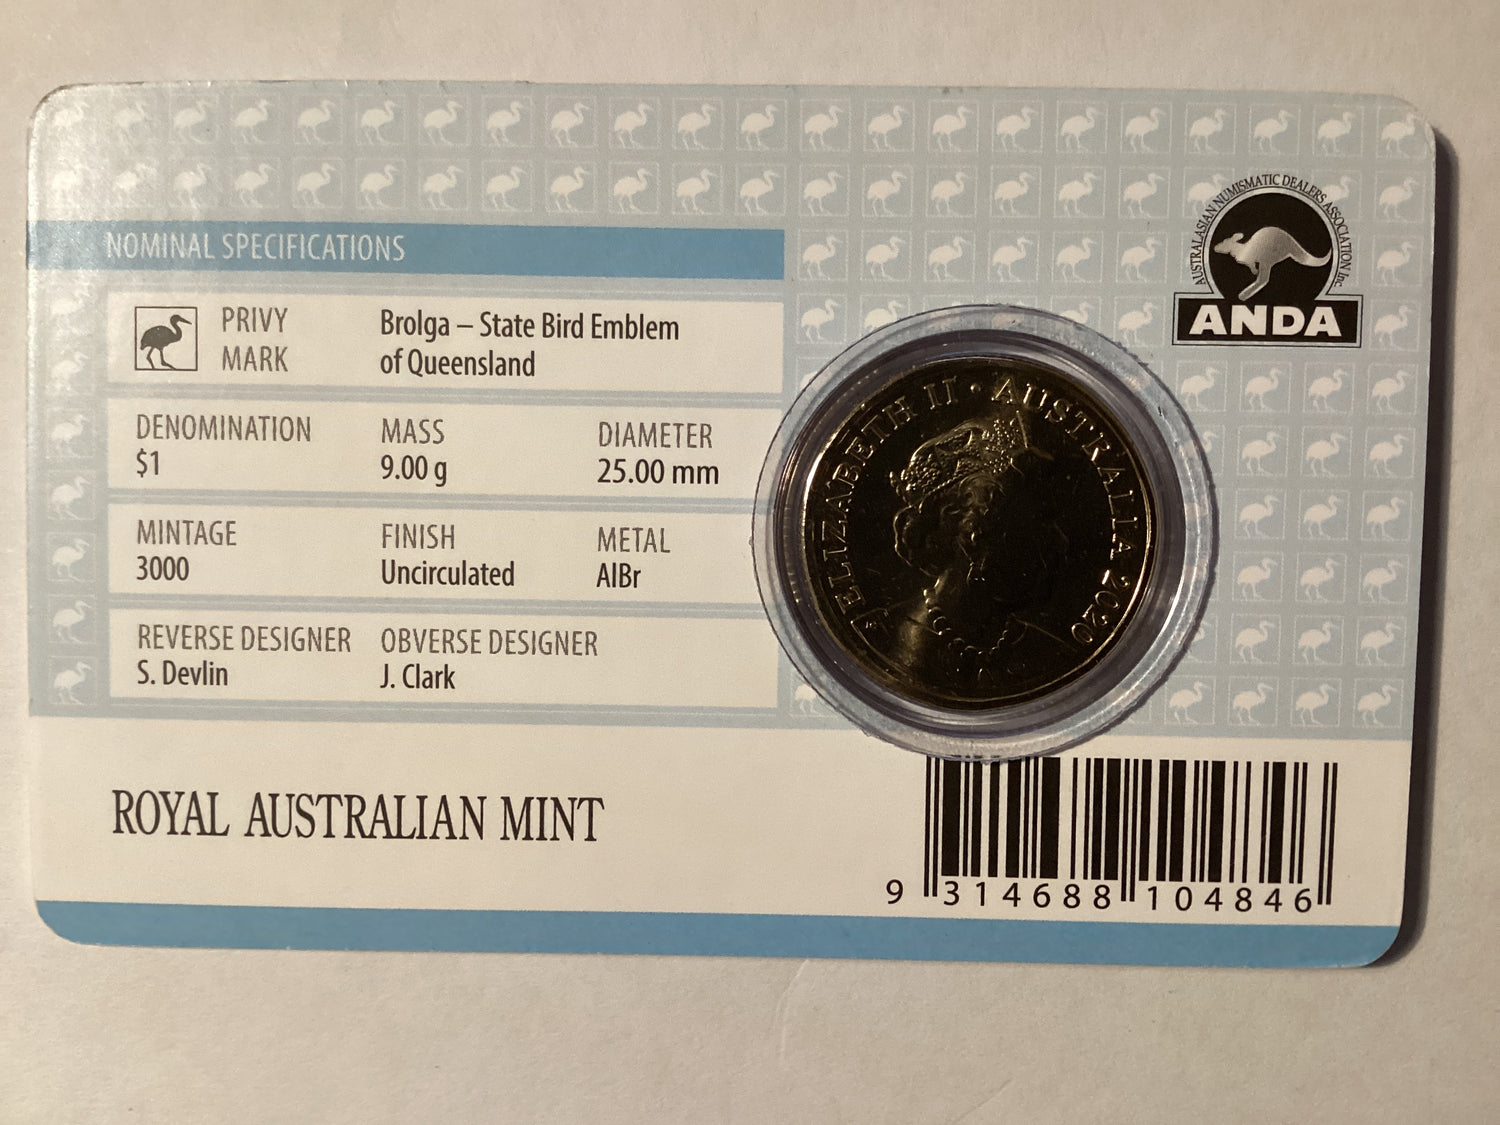 AUSTRALASIAN NUMISMATIC DEALERS ASSOCIATION Inc.
ANDA
NOMINAL SPECIFICATIONS
PRIVY MARK
Brolga – State Bird Emblem
of Queensland
DENOMINATION
$1
MASS
9.00 g
DIAMETER
25.00 mm
MINTAGE
3000
FINISH
Uncirculated
METAL
AlBr
REVERSE DESIGNER
S. Devlin
OBVERSE DESIGNER
J. Clark
ELIZABETH II • AUSTRALIA 2020
ROYAL AUSTRALIAN MINT
9 314688 104846